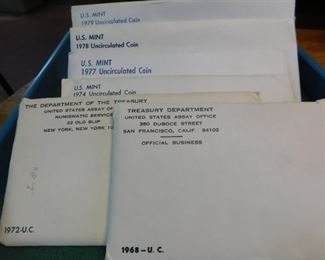 U.S. MINT
1979 Uncirculated Coin
U.S. MINT
1978 Uncirculated Coin
U.S. MINT
1977 Uncirculated Coin
U.S. MINT
1974 Uncirculated Coin
THE DEPARTMENT OF THE TREASURY
UNITED STATES ASSAY OFFICE
NUMISMATIC SERVICE
32 OLD SLIP
NEW YORK, NEW YORK
1972-U.C.
TREASURY DEPARTMENT
UNITED STATES ASSAY OFFICE
350 DUBOCE STREET
SAN FRANCISCO, CALIF. 94102
OFFICIAL BUSINESS
1968-U.C.